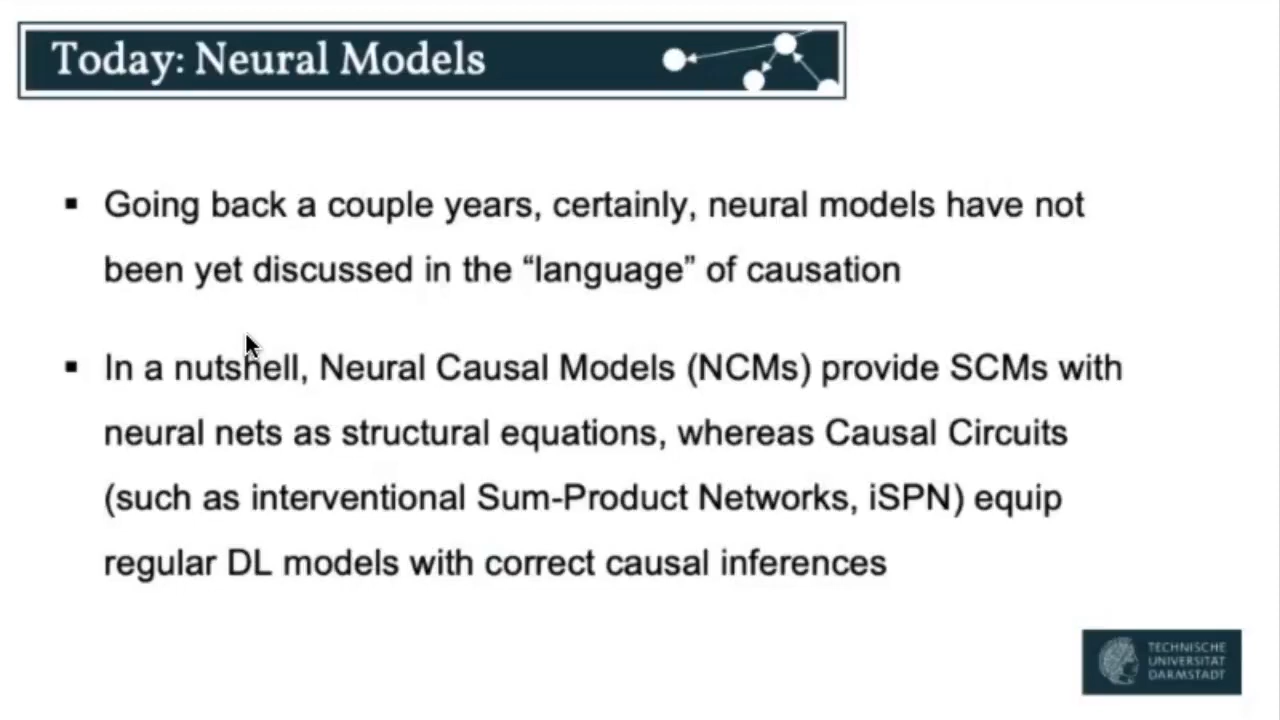 Today: Neural Models
▪ Going back a couple years, certainly, neural models have not
been yet discussed in the “language” of causation
▪ In a nutshell, Neural Causal Models (NCMs) provide SCMs with
neural nets as structural equations, whereas Causal Circuits
(such as interventional Sum-Product Networks, iSPN) equip
regular DL models with correct causal inferences
TECHNISCHE
UNIVERSITÄT
DARMSTADT